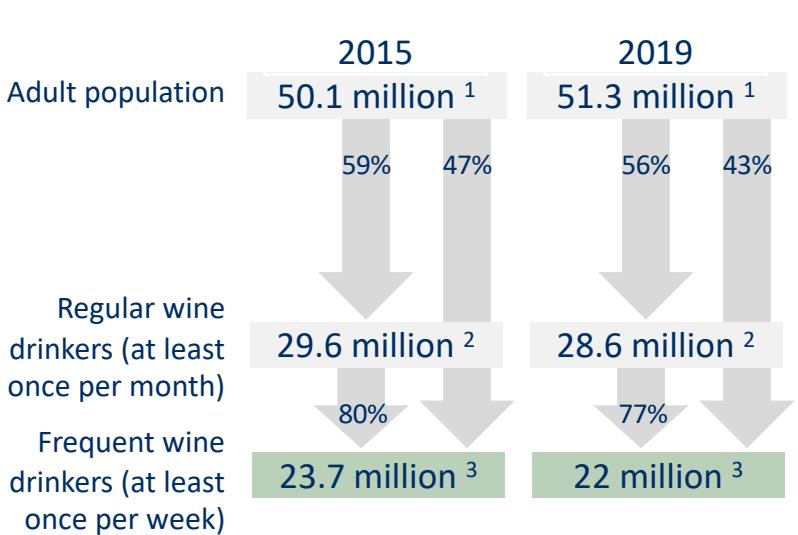 2015 2019
Adult population 50.1 million ¹ 51.3 million ¹
59% 47% 56% 43%
Regular wine
drinkers (at least 29.6 million ² 28.6 million ²
once per month)
80% 77%
Frequent wine
drinkers (at least 23.7 million ³ 22 million ³
once per week)